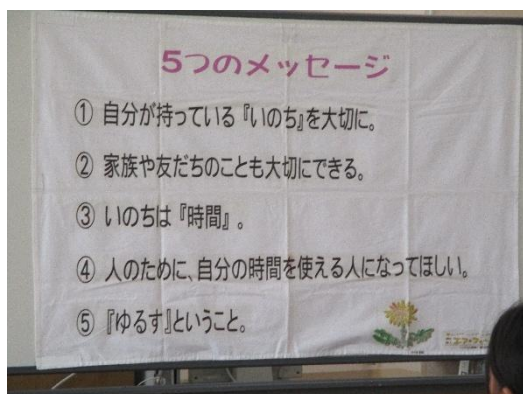 5つのメッセージ
① 自分が持っている『いのち』を大切に。
② 家族や友だちのことも大切にできる。
③ いのちは『時間』。
④ 人のために、自分の時間を使える人になってほしい。
⑤ 『ゆるす』ということ。